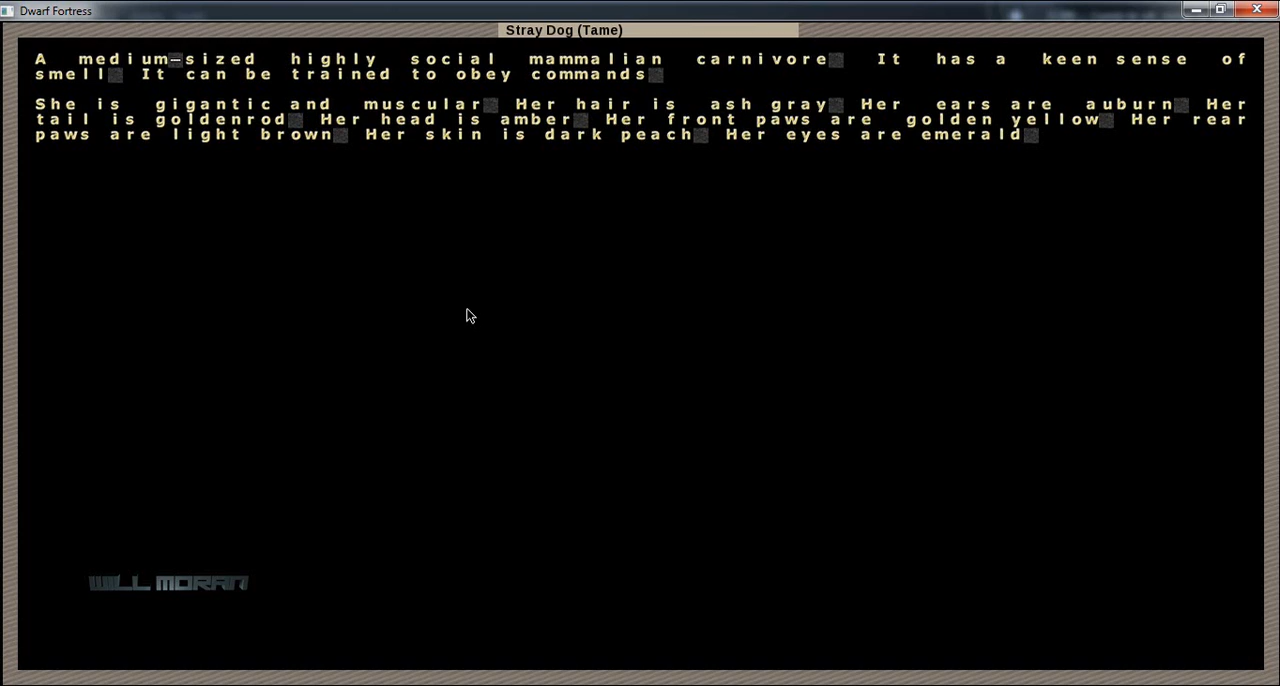 Dwarf Fortress
Stray Dog (Tame)
A medium-sized highly social mammalian carnivore. It has a keen sense of
smell. It can be trained to obey commands.
She is gigantic and muscular. Her hair is ash gray. Her ears are auburn. Her
tail is goldenrod. Her head is amber. Her front paws are golden yellow. Her rear
paws are light brown. Her skin is dark peach. Her eyes are emerald.
WILL MORAN